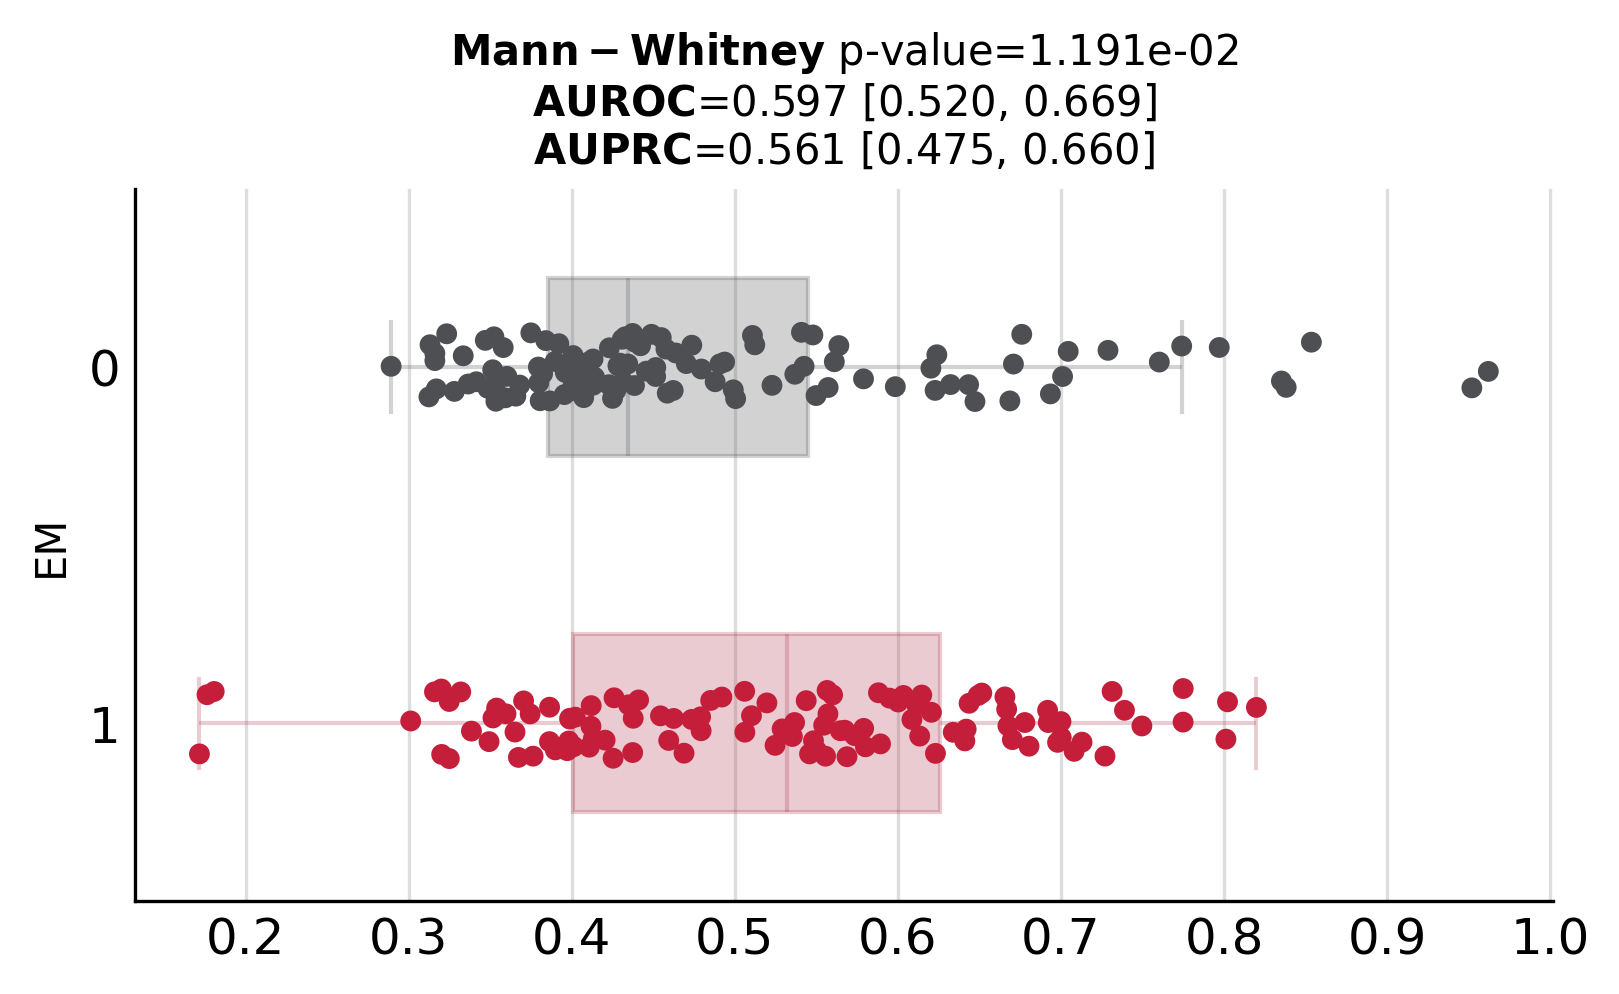 Mann − Whitney p-value=1.191e-02
AUROC=0.597 [0.520, 0.669]
AUPRC=0.561 [0.475, 0.660]
0
EM
1
0.2 0.3 0.4 0.5 0.6 0.7 0.8 0.9 1.0